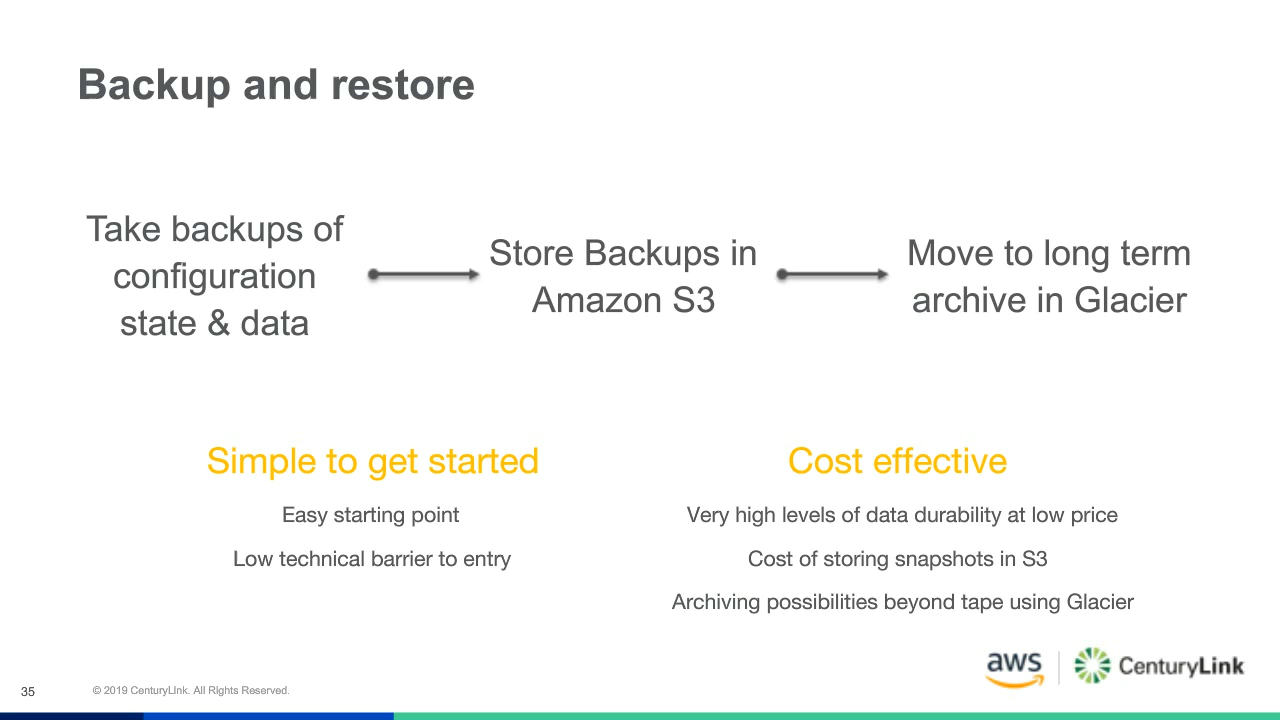 Backup and restore
Take backups of
configuration
state & data
Store Backups in
Amazon S3
Move to long term
archive in Glacier
Simple to get started
Easy starting point
Low technical barrier to entry
Cost effective
Very high levels of data durability at low price
Cost of storing snapshots in S3
Archiving possibilities beyond tape using Glacier
aws
CenturyLink
35
© 2019 CenturyLink. All Rights Reserved.